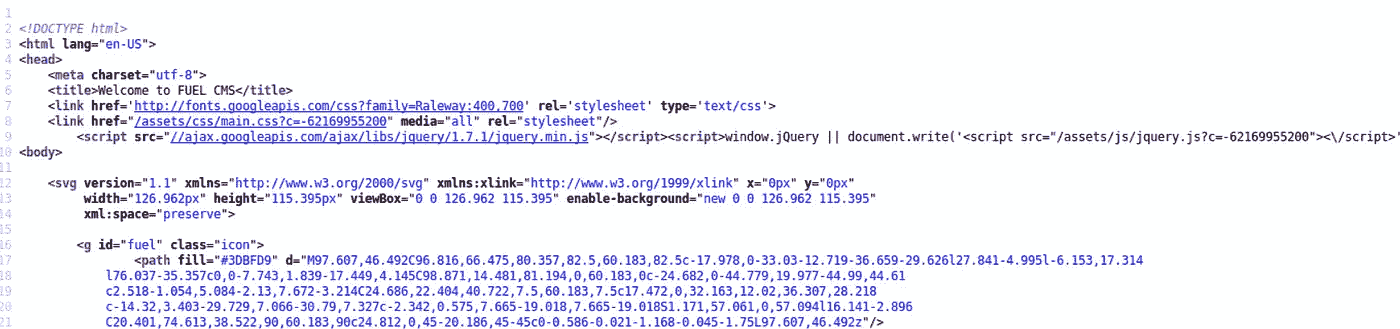 1
2 <!DOCTYPE html>
3 <html lang="en-US">
4 <head>
5 <meta charset="utf-8">
6 <title>Welcome to FUEL CMS</title>
7 <link href='http://fonts.googleapis.com/css?family=Raleway:400,700' rel='stylesheet' type='text/css'>
8 <link href="/assets/css/main.css?c=-62169955200" media="all" rel="stylesheet"/>
9 <script src="//ajax.googleapis.com/ajax/libs/jquery/1.7.1/jquery.min.js"></script><script>window.jQuery || document.write('<script src="/assets/js/jquery.js?c=-62169955200"><\/script>'
10 <body>
11
12 <svg version="1.1" xmlns="http://www.w3.org/2000/svg" xmlns:xlink="http://www.w3.org/1999/xlink" x="0px" y="0px"
13 width="126.962px" height="115.395px" viewBox="0 0 126.962 115.395" enable-background="new 0 0 126.962 115.395"
14 xml:space="preserve">
15
16 <g id="fuel" class="icon">
17 <path fill="#3DBFD9" d="M97.607,46.492C96.816,66.475,80.357,82.5,60.183,82.5c-17.978,0-33.03-12.719-36.659-29.626l27.841-4.995l-6.153,17.314
18 l76.037-35.357c0,0-7.743,1.839-17.449,4.145C98.871,14.481,81.194,0,60.183,0c-24.682,0-44.779,19.977-44.99,44.61
19 c2.518-1.054,5.084-2.13,7.672-3.214C24.686,22.404,40.722,7.5,60.183,7.5c17.472,0,32.163,12.02,36.307,28.218
20 c-14.32,3.403-29.729,7.066-30.79,7.327c-2.342,0.575,7.665-19.018,7.665-19.018S1.171,57.061,0,57.094l16.141-2.896
21 C20.401,74.613,38.522,90,60.183,90c24.812,0,45-20.186,45-45c0-0.586-0.021-1.168-0.045-1.75L97.607,46.492z"/>